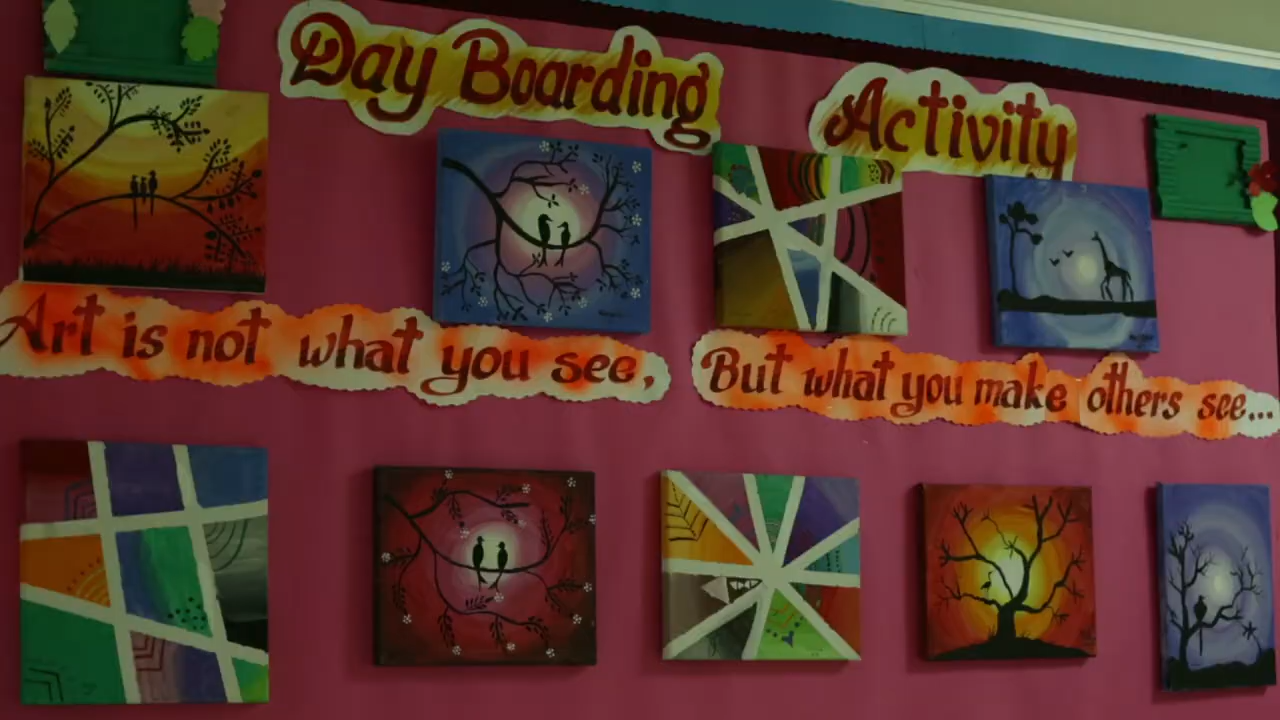 Day Boarding Activity
Art is not what you see, But what you make others see...